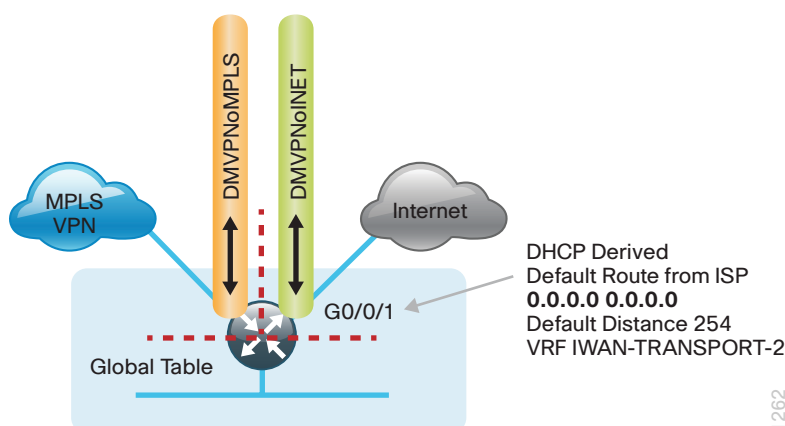 DMVPNoMPLS
DMVPNoINET
MPLS
VPN
Internet
DHCP Derived
Default Route from ISP
0.0.0.0 0.0.0.0
Default Distance 254
VRF IWAN-TRANSPORT-2
G0/0/1
Global Table
1262